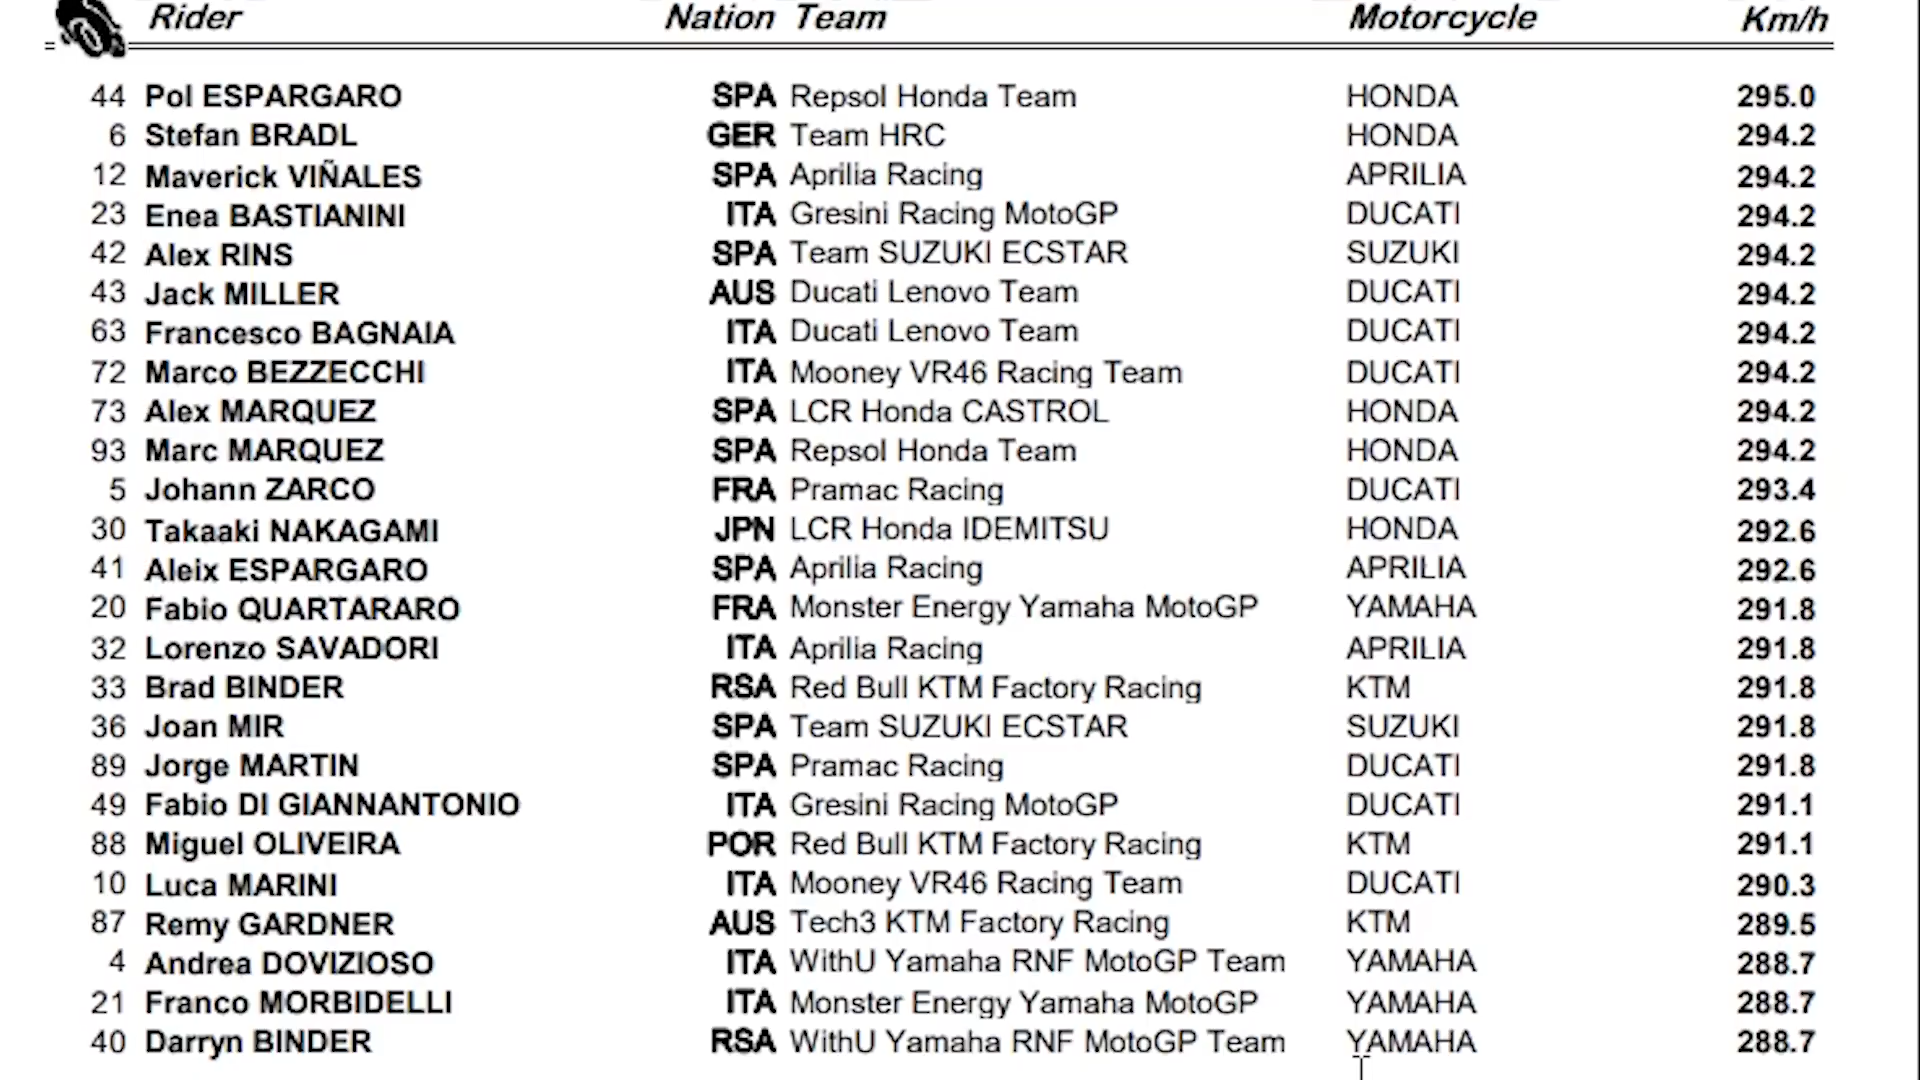 Rider Nation Team Motorcycle Km/h
44 Pol ESPARGARO SPA Repsol Honda Team HONDA 295.0
6 Stefan BRADL GER Team HRC HONDA 294.2
12 Maverick VIÑALES SPA Aprilia Racing APRILIA 294.2
23 Enea BASTIANINI ITA Gresini Racing MotoGP DUCATI 294.2
42 Alex RINS SPA Team SUZUKI ECSTAR SUZUKI 294.2
43 Jack MILLER AUS Ducati Lenovo Team DUCATI 294.2
63 Francesco BAGNAIA ITA Ducati Lenovo Team DUCATI 294.2
72 Marco BEZZECCHI ITA Mooney VR46 Racing Team DUCATI 294.2
73 Alex MARQUEZ SPA LCR Honda CASTROL HONDA 294.2
93 Marc MARQUEZ SPA Repsol Honda Team HONDA 294.2
5 Johann ZARCO FRA Pramac Racing DUCATI 293.4
30 Takaaki NAKAGAMI JPN LCR Honda IDEMITSU HONDA 292.6
41 Aleix ESPARGARO SPA Aprilia Racing APRILIA 292.6
20 Fabio QUARTARARO FRA Monster Energy Yamaha MotoGP YAMAHA 291.8
32 Lorenzo SAVADORI ITA Aprilia Racing APRILIA 291.8
33 Brad BINDER RSA Red Bull KTM Factory Racing KTM 291.8
36 Joan MIR SPA Team SUZUKI ECSTAR SUZUKI 291.8
89 Jorge MARTIN SPA Pramac Racing DUCATI 291.8
49 Fabio DI GIANNANTONIO ITA Gresini Racing MotoGP DUCATI 291.1
88 Miguel OLIVEIRA POR Red Bull KTM Factory Racing KTM 291.1
10 Luca MARINI ITA Mooney VR46 Racing Team DUCATI 290.3
87 Remy GARDNER AUS Tech3 KTM Factory Racing KTM 289.5
4 Andrea DOVIZIOSO ITA WithU Yamaha RNF MotoGP Team YAMAHA 288.7
21 Franco MORBIDELLI ITA Monster Energy Yamaha MotoGP YAMAHA 288.7
40 Darryn BINDER RSA WithU Yamaha RNF MotoGP Team YAMAHA 288.7